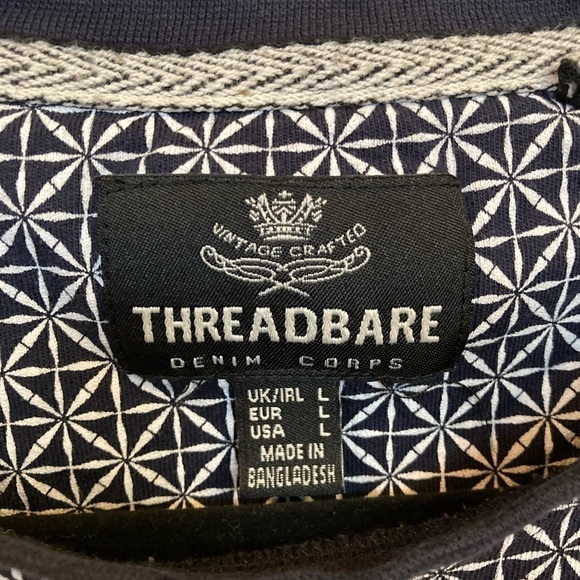 VINTAGE CRAFTED
THREADBARE
DENIM CORPS
UK/IRL L
EUR L
USA L
MADE IN
BANGLADESH